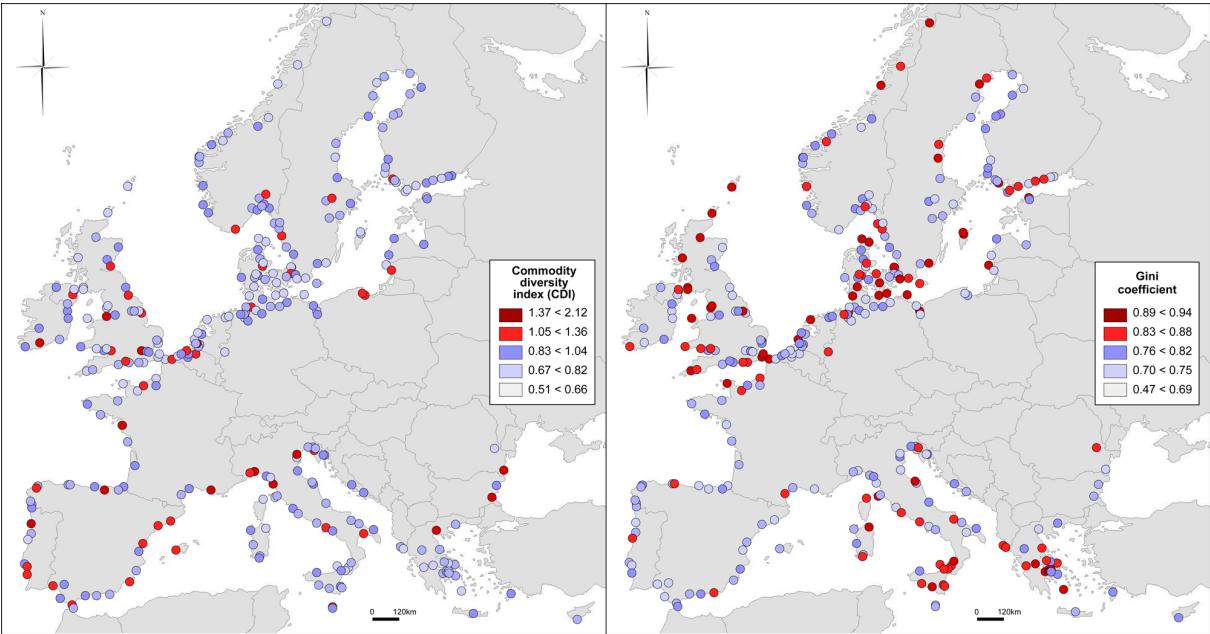 N
Commodity
diversity
index (CDI)
1.37 < 2.12
1.05 < 1.36
0.83 < 1.04
0.67 < 0.82
0.51 < 0.66
0 120km
N
Gini
coefficient
0.89 < 0.94
0.83 < 0.88
0.76 < 0.82
0.70 < 0.75
0.47 < 0.69
0 120km